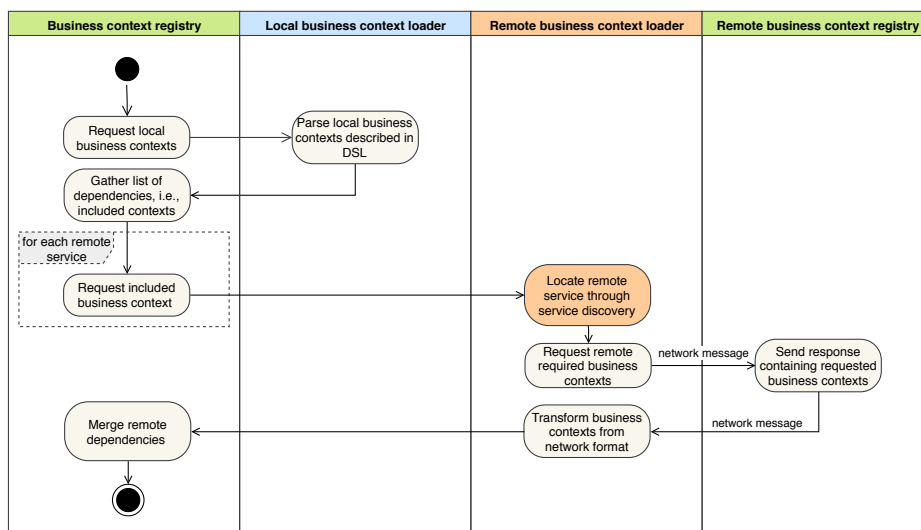 Business context registry
Local business context loader
Remote business context loader
Remote business context registry
Request local
business contexts
Parse local business
contexts described in
DSL
Gather list of
dependencies, i.e.,
included contexts
for each remote
service
Request included
business context
Locate remote
service through
service discovery
Request remote
required business
contexts
network message
Send response
containing requested
business contexts
Merge remote
dependencies
Transform business
contexts from
network format
network message